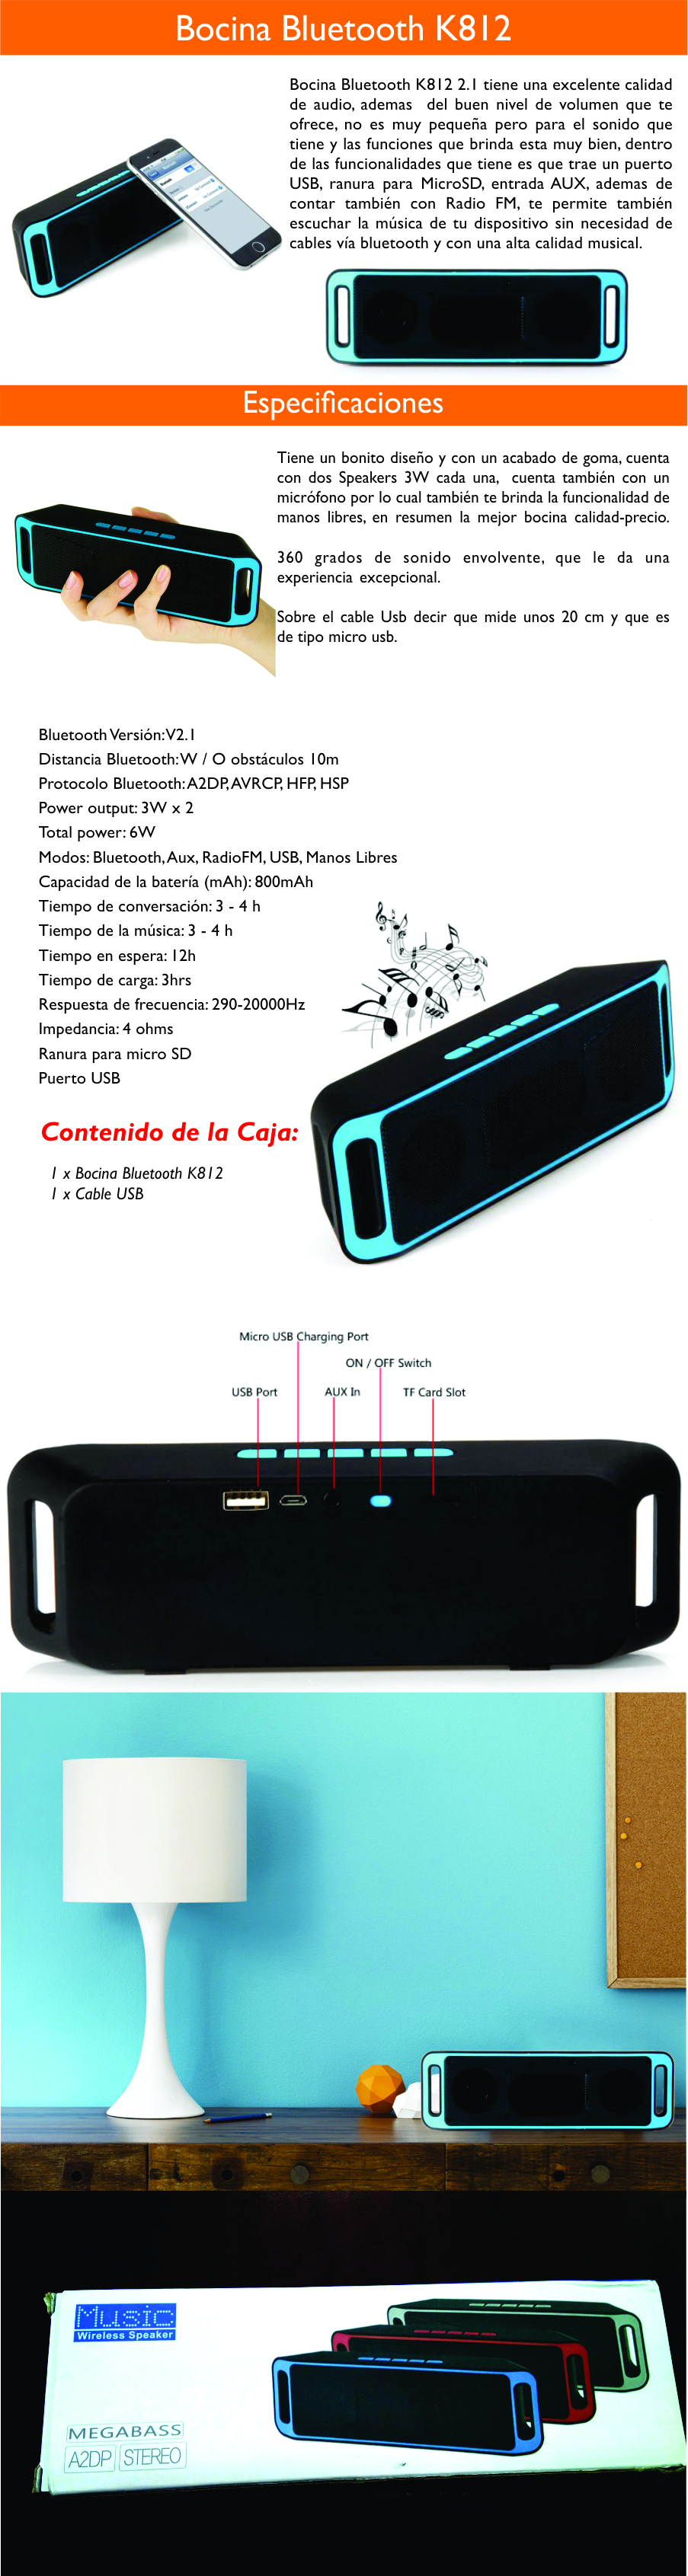 Bocina Bluetooth K812
Bocina Bluetooth K812 2.1 tiene una excelente calidad
de audio, ademas del buen nivel de volumen que te
ofrece, no es muy pequeña pero para el sonido que
tiene y las funciones que brinda esta muy bien, dentro
de las funcionalidades que tiene es que trae un puerto
USB, ranura para MicroSD, entrada AUX, ademas de
contar también con Radio FM, te permite también
escuchar la música de tu dispositivo sin necesidad de
cables vía bluetooth y con una alta calidad musical.
Especificaciones
Tiene un bonito diseño y con un acabado de goma, cuenta
con dos Speakers 3W cada una, cuenta también con un
micrófono por lo cual también te brinda la funcionalidad de
manos libres, en resumen la mejor bocina calidad-precio.
360 grados de sonido envolvente, que le da una
experiencia excepcional.
Sobre el cable Usb decir que mide unos 20 cm y que es
de tipo micro usb.
Bluetooth Versión: V2.1
Distancia Bluetooth: W / O obstáculos 10m
Protocolo Bluetooth: A2DP, AVRCP, HFP, HSP
Power output: 3W x 2
Total power: 6W
Modos: Bluetooth, Aux, RadioFM, USB, Manos Libres
Capacidad de la batería (mAh): 800mAh
Tiempo de conversación: 3 - 4 h
Tiempo de la música: 3 - 4 h
Tiempo en espera: 12h
Tiempo de carga: 3hrs
Respuesta de frecuencia: 290-20000Hz
Impedancia: 4 ohms
Ranura para micro SD
Puerto USB
Contenido de la Caja:
1 x Bocina Bluetooth K812
1 x Cable USB
Micro USB Charging Port
ON / OFF Switch
USB Port
AUX In
TF Card Slot
Music
Wireless Speaker
MEGABASS
A2DP STEREO